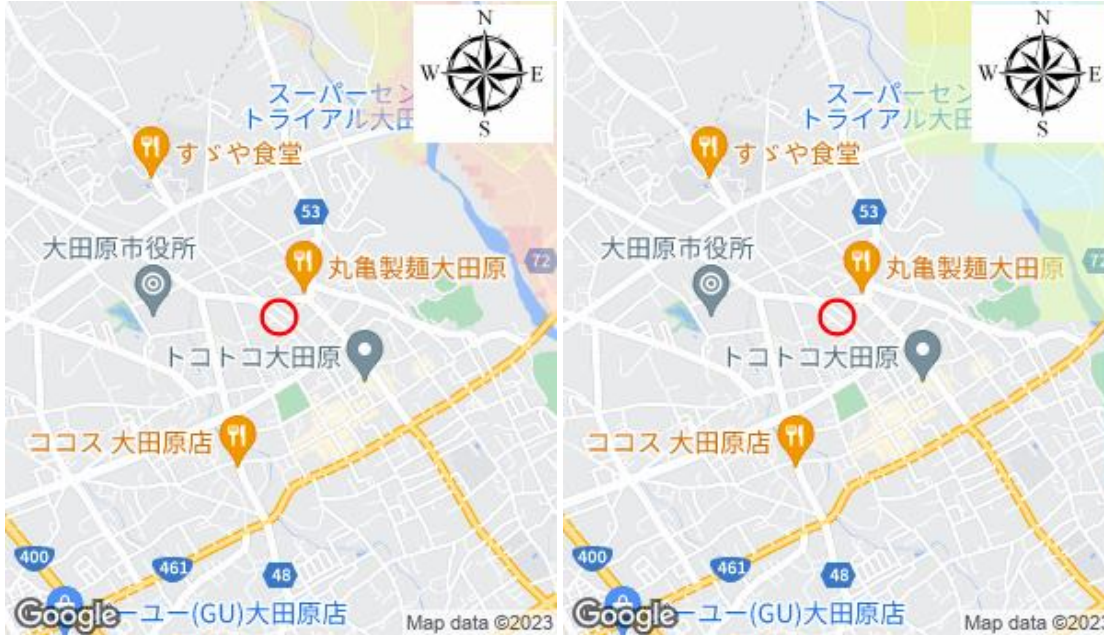 N
W
E
S
スーパーセン
トライアル大田
すゞや食堂
53
大田原市役所
72
丸亀製麺大田原
トコトコ大田原
ココス 大田原店
400
461
48
ーユー(GU)大田原店
Google
Map data ©2023
N
W
E
S
スーパーセン
トライアル大田
すゞや食堂
53
大田原市役所
72
丸亀製麺大田原
トコトコ大田原
ココス 大田原店
400
461
48
ーユー(GU)大田原店
Google
Map data ©2023